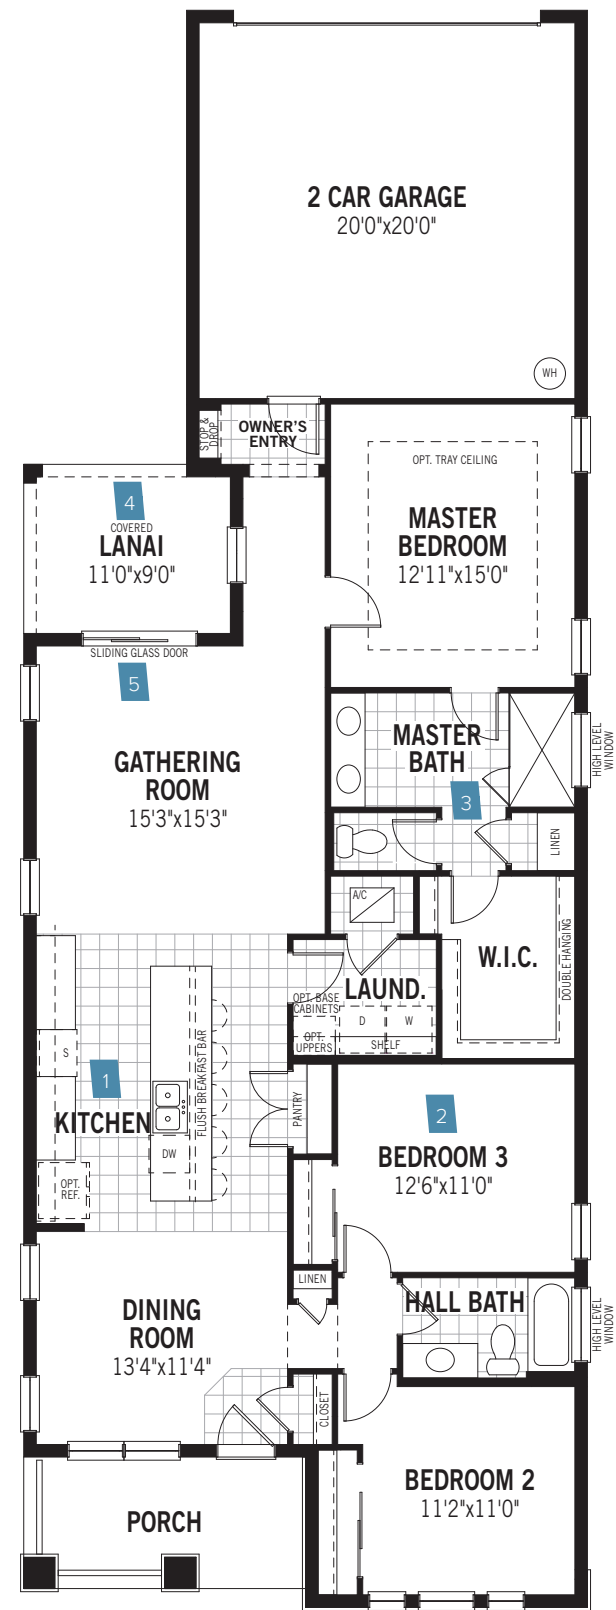 2 CAR GARAGE
20'0"x20'0"
WH
STOP &
DROP
OWNER'S
ENTRY
OPT. TRAY CEILING
MASTER
BEDROOM
12'11"x15'0"
4
COVERED
LANAI
11'0"x9'0"
SLIDING GLASS DOOR
5
GATHERING
ROOM
15'3"x15'3"
MASTER
BATH
3
HIGH LEVEL
WINDOW
LINEN
A/C
W.I.C.
DOUBLE HANGING
LAUND.
OPT. BASE
CABINETS
D
W
OPT.
UPPERS
SHELF
S
FLUSH BREAKFAST BAR
1
KITCHEN
DW
OPT.
REF.
PANTRY
2
BEDROOM 3
12'6"x11'0"
LINEN
HALL BATH
HIGH LEVEL
WINDOW
DINING
ROOM
13'4"x11'4"
CLOSET
BEDROOM 2
11'2"x11'0"
PORCH